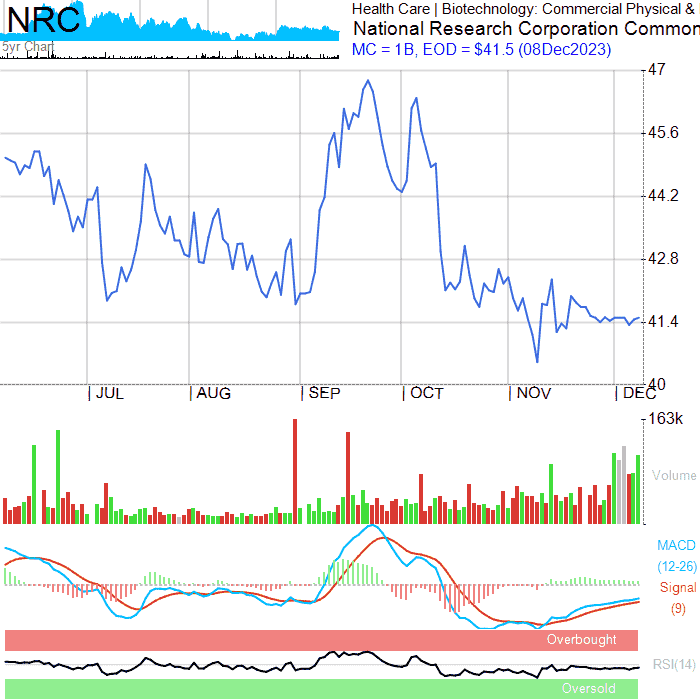 NRC
5yr Chart
Health Care | Biotechnology: Commercial Physical &
National Research Corporation Common
MC = 1B, EOD = $41.5 (08Dec2023)
47
45.6
44.2
42.8
41.4
40
JUL AUG SEP OCT NOV DEC
163k
Volume
MACD
(12-26)
Signal
(9)
Overbought
RSI(14)
Oversold